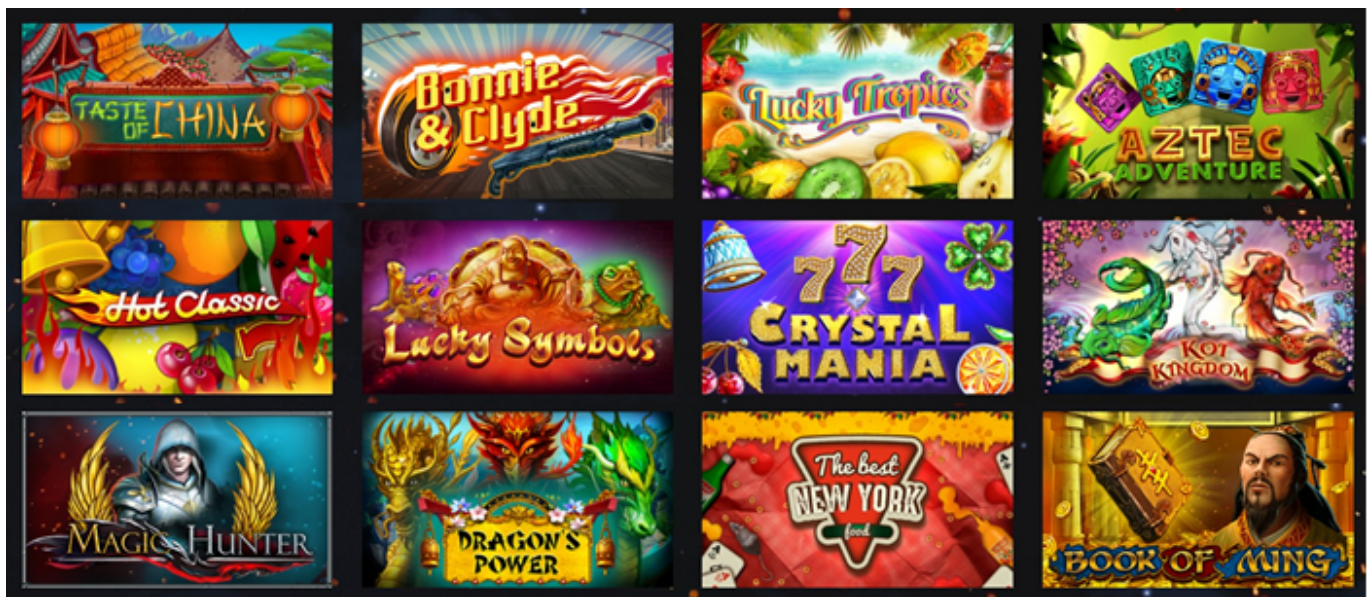 TASTE
OF CHINA
Bonnie
& Clyde
Lucky Tropics
AZTEC
ADVENTURE
Hot Classic
7
Lucky Symbols
777
CRYSTAL
MANIA
KOI
KINGDOM
MAGIC HUNTER
DRAGON'S
POWER
The best
NEW YORK
food
A
A
A
BOOK OF MING